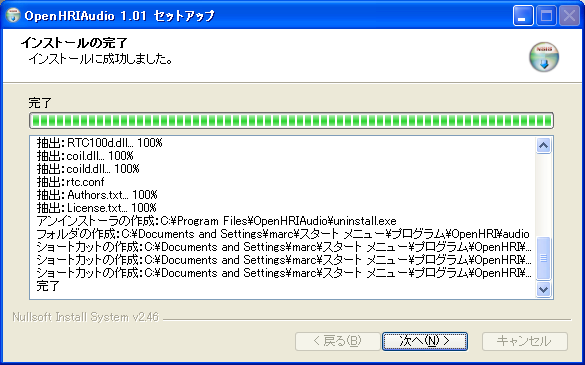 OpenHRIAudio 1.01 セットアップ
インストールの完了
インストールに成功しました。
完了
抽出: RTC100d.dll... 100%
抽出: coil.dll... 100%
抽出: coild.dll... 100%
抽出: rtc.conf
抽出: Authors.txt... 100%
抽出: License.txt... 100%
アンインストーラの作成: C:¥Program Files¥OpenHRIAudio¥uninstall.exe
フォルダの作成: C:¥Documents and Settings¥marc¥スタート メニュー¥プログラム¥OpenHRI¥audio
ショートカットの作成: C:¥Documents and Settings¥marc¥スタート メニュー¥プログラム¥OpenHRI¥...
ショートカットの作成: C:¥Documents and Settings¥marc¥スタート メニュー¥プログラム¥OpenHRI¥...
ショートカットの作成: C:¥Documents and Settings¥marc¥スタート メニュー¥プログラム¥OpenHRI¥...
完了
Nullsoft Install System v2.46
< 戻る(B) 次へ(N) > キャンセル